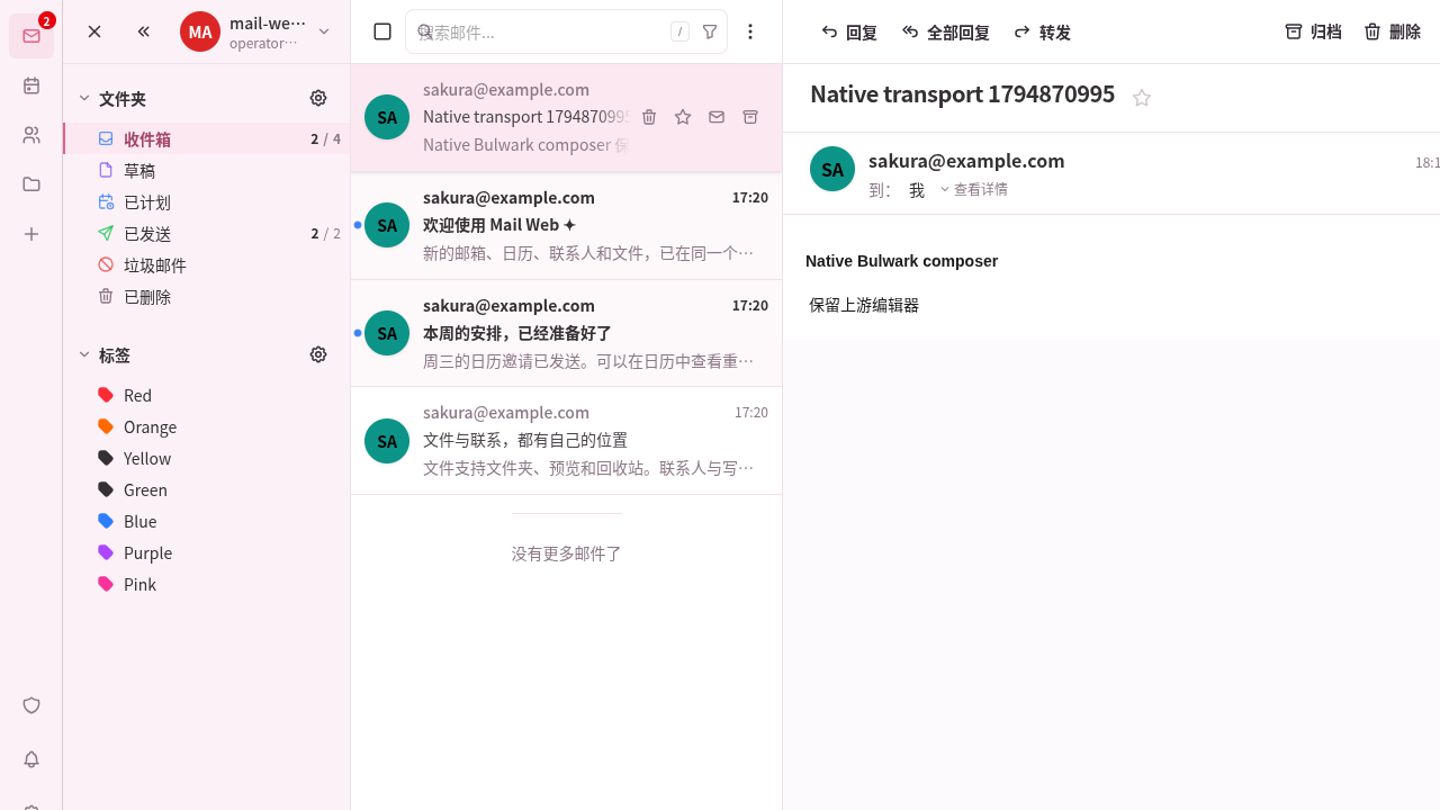 2
MA
mail-we···
operator···
文件夹
收件箱
2 / 4
草稿
已计划
已发送
2 / 2
垃圾邮件
已删除
标签
Red
Orange
Yellow
Green
Blue
Purple
Pink
搜索邮件...
/
SA
sakura@example.com
Native transport 1794870995
Native Bulwark composer 保
SA
sakura@example.com
17:20
欢迎使用 Mail Web ✦
新的邮箱、日历、联系人和文件，已在同一个···
SA
sakura@example.com
17:20
本周的安排，已经准备好了
周三的日历邀请已发送。可以在日历中查看重···
SA
sakura@example.com
17:20
文件与联系，都有自己的位置
文件支持文件夹、预览和回收站。联系人与写···
没有更多邮件了
回复
全部回复
转发
归档
删除
Native transport 1794870995
SA
sakura@example.com
18:1
到： 我
查看详情
Native Bulwark composer
保留上游编辑器